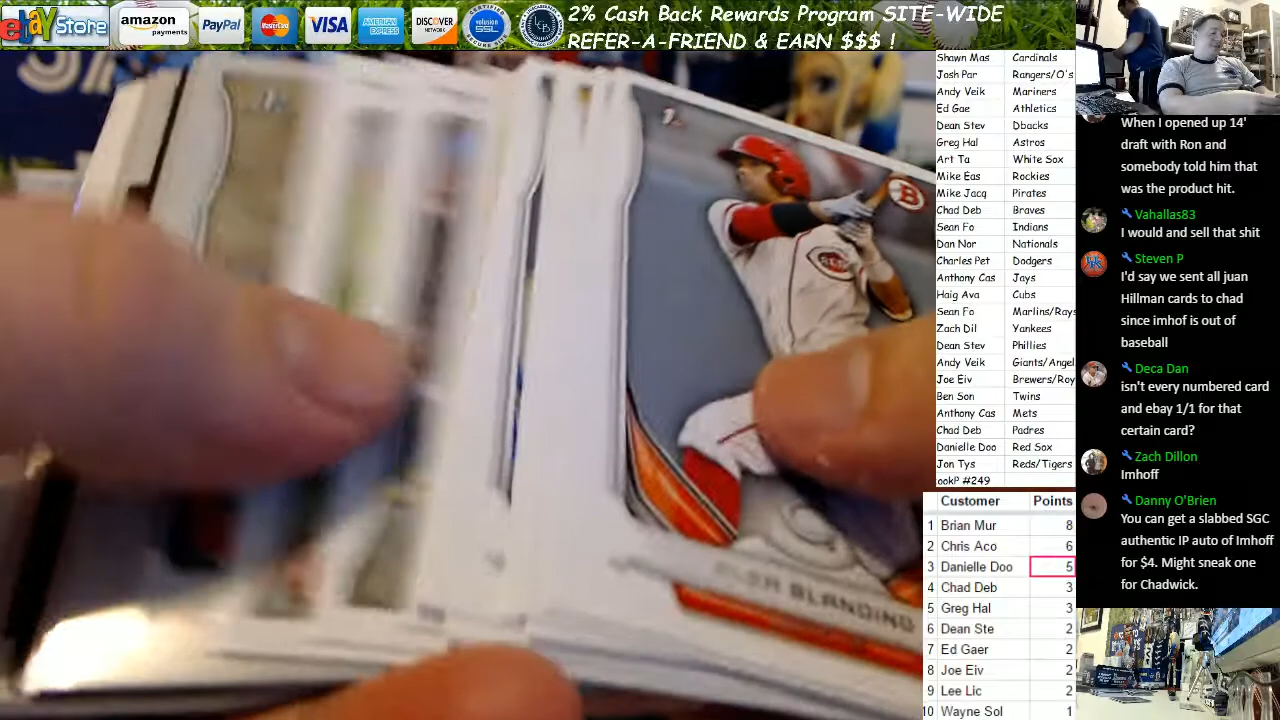 ebay Store
amazon
payments
PayPal
MasterCard
VISA
AMERICAN
EXPRESS
DISCOVER
NETWORK
volusion
SSL
2% Cash Back Rewards Program SITE-WIDE
REFER-A-FRIEND & EARN $$$ !
Shawn Mas Cardinals
Josh Par Rangers/O's
Andy Veik Mariners
Ed Gae Athletics
Dean Stev Dbacks
Greg Hal Astros
Art Ta White Sox
Mike Eas Rockies
Mike Jacq Pirates
Chad Deb Braves
Sean Fo Indians
Dan Nor Nationals
Charles Pet Dodgers
Anthony Cas Jays
Haig Ava Cubs
Sean Fo Marlins/Rays
Zach Dil Yankees
Dean Stev Phillies
Andy Veik Giants/Angel
Joe Eiv Brewers/Roy
Ben Son Twins
Anthony Cas Mets
Chad Deb Padres
Danielle Doo Red Sox
Jon Tys Reds/Tigers
ookP #249
Customer Points
1 Brian Mur 8
2 Chris Aco 6
3 Danielle Doo 5
4 Chad Deb 3
5 Greg Hal 3
6 Dean Ste 2
7 Ed Gaer 2
8 Joe Eiv 2
9 Lee Lic 2
10 Wayne Sol 1
When I opened up 14'
draft with Ron and
somebody told him that
was the product hit.
Vahallas83
I would and sell that shit
Steven P
I'd say we sent all juan
Hillman cards to chad
since imhof is out of
baseball
Deca Dan
isn't every numbered card
and ebay 1/1 for that
certain card?
Zach Dillon
Imhoff
Danny O'Brien
You can get a slabbed SGC
authentic IP auto of Imhoff
for $4. Might sneak one
for Chadwick.
B
REDS
BLANDINO